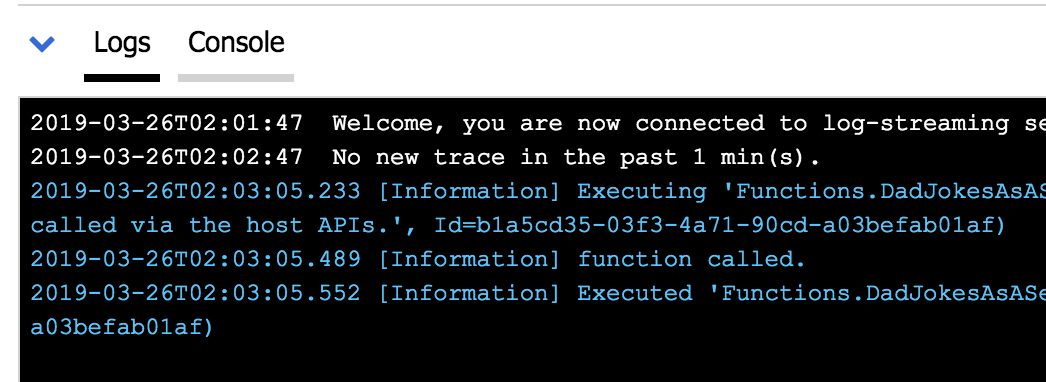 Logs Console
2019-03-26T02:01:47 Welcome, you are now connected to log-streaming se
2019-03-26T02:02:47 No new trace in the past 1 min(s).
2019-03-26T02:03:05.233 [Information] Executing 'Functions.DadJokesAsAS
called via the host APIs.', Id=b1a5cd35-03f3-4a71-90cd-a03befab01af)
2019-03-26T02:03:05.489 [Information] function called.
2019-03-26T02:03:05.552 [Information] Executed 'Functions.DadJokesAsASe
a03befab01af)